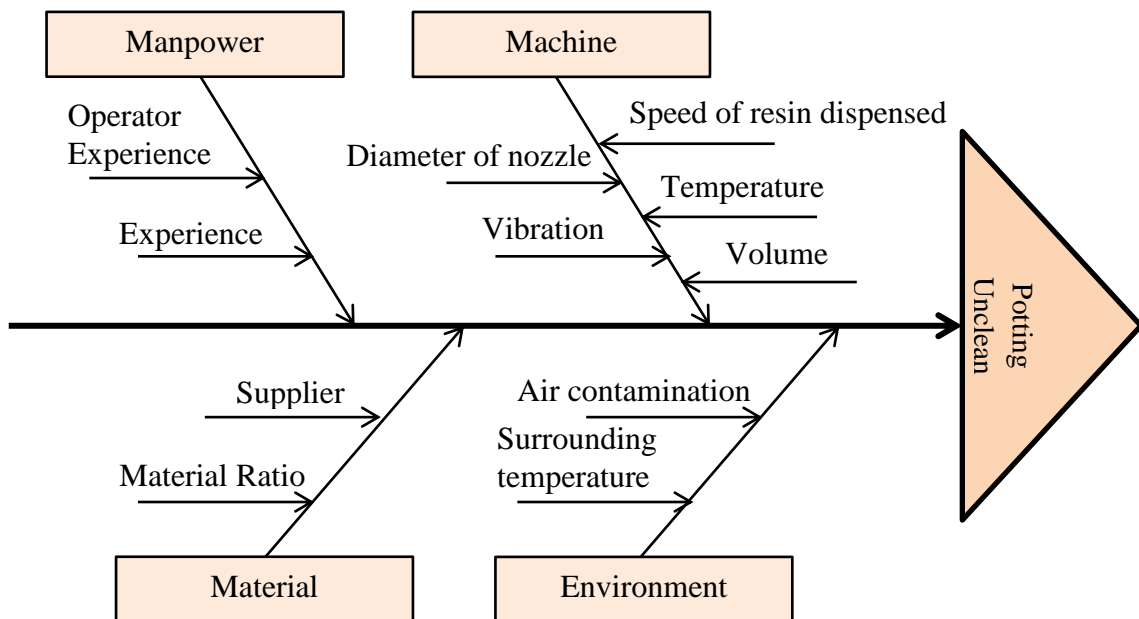 Manpower
Machine
Operator
Experience
Experience
Speed of resin dispensed
Diameter of nozzle
Temperature
Vibration
Volume
Potting
Unclean
Supplier
Material Ratio
Air contamination
Surrounding
temperature
Material
Environment